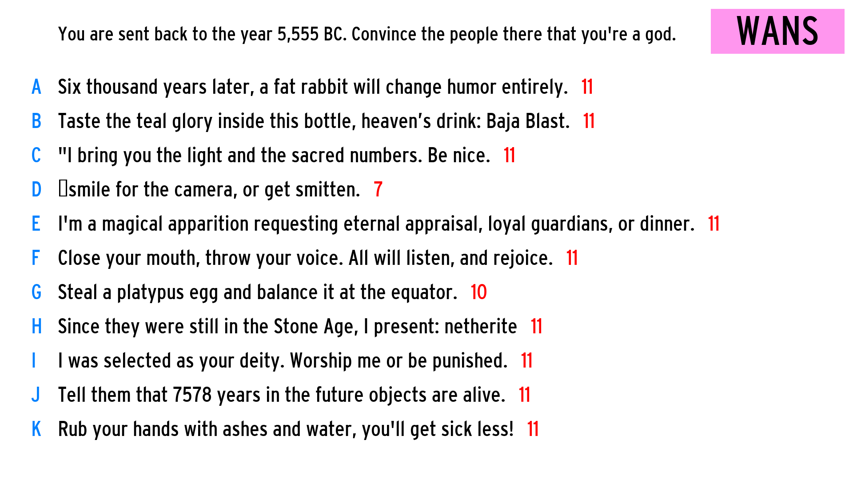 You are sent back to the year 5,555 BC. Convince the people there that you're a god.
WANS
A Six thousand years later, a fat rabbit will change humor entirely. 11
B Taste the teal glory inside this bottle, heaven’s drink: Baja Blast. 11
C "I bring you the light and the sacred numbers. Be nice. 11
D smile for the camera, or get smitten. 7
E I'm a magical apparition requesting eternal appraisal, loyal guardians, or dinner. 11
F Close your mouth, throw your voice. All will listen, and rejoice. 11
G Steal a platypus egg and balance it at the equator. 10
H Since they were still in the Stone Age, I present: netherite 11
I I was selected as your deity. Worship me or be punished. 11
J Tell them that 7578 years in the future objects are alive. 11
K Rub your hands with ashes and water, you'll get sick less! 11